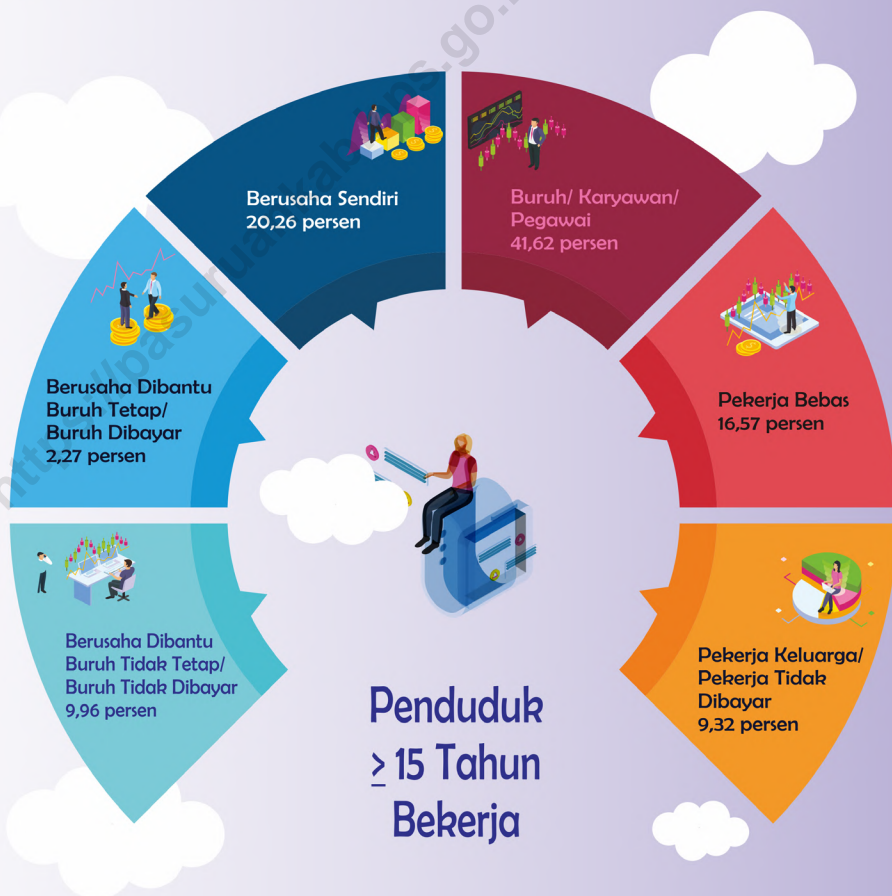 Berusaha Sendiri
20,26 persen
Buruh/ Karyawan/
Pegawai
41,62 persen
Berusaha Dibantu
Buruh Tetap/
Buruh Dibayar
2,27 persen
Pekerja Bebas
16,57 persen
Berusaha Dibantu
Buruh Tidak Tetap/
Buruh Tidak Dibayar
9,96 persen
Pekerja Keluarga/
Pekerja Tidak
Dibayar
9,32 persen
Penduduk
≥ 15 Tahun
Bekerja